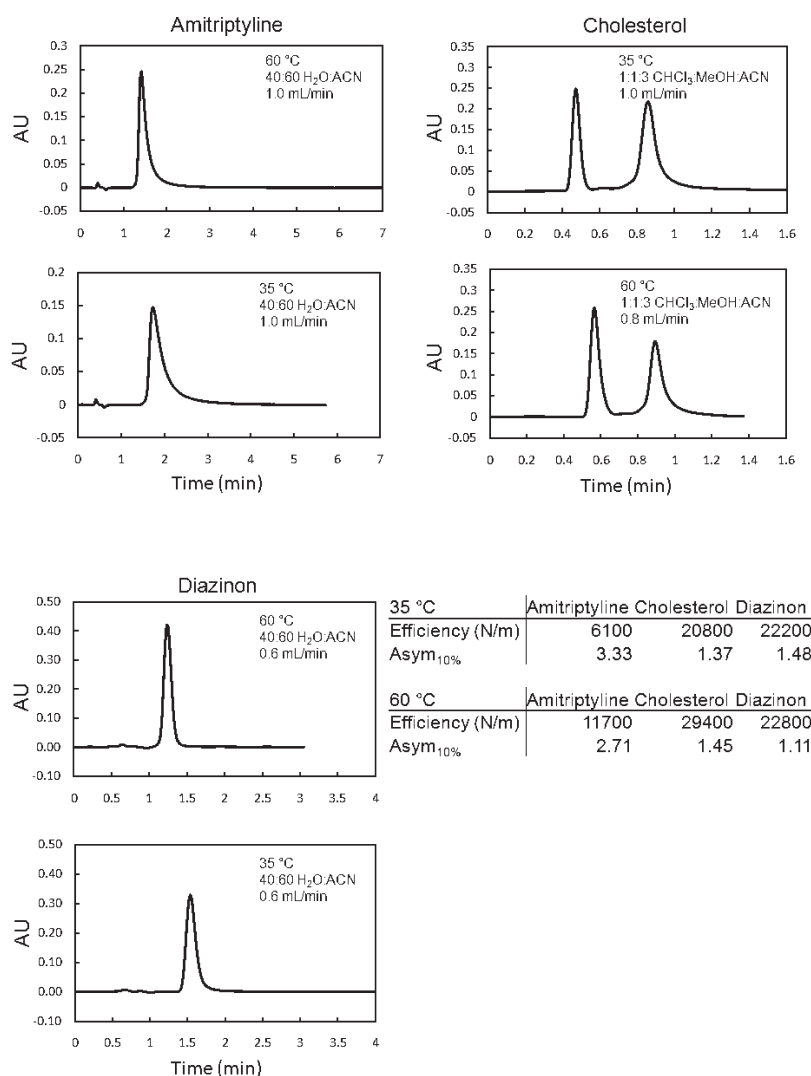 Amitriptyline
0.3
0.25
0.2
0.15
0.1
0.05
0
-0.05
AU
60 °C
40:60 H₂O:ACN
1.0 mL/min
0 1 2 3 4 5 6 7
Cholesterol
0.35
0.3
0.25
0.2
0.15
0.1
0.05
0
-0.05
AU
35 °C
1:1:3 CHCl₃:MeOH:ACN
1.0 mL/min
0 0.2 0.4 0.6 0.8 1 1.2 1.4 1.6
0.2
0.15
0.1
0.05
0
-0.05
AU
35 °C
40:60 H₂O:ACN
1.0 mL/min
0 1 2 3 4 5 6 7
Time (min)
0.35
0.3
0.25
0.2
0.15
0.1
0.05
0
-0.05
AU
60 °C
1:1:3 CHCl₃:MeOH:ACN
0.8 mL/min
0 0.2 0.4 0.6 0.8 1 1.2 1.4 1.6
Time (min)
Diazinon
0.50
0.40
0.30
0.20
0.10
0.00
-0.10
AU
60 °C
40:60 H₂O:ACN
0.6 mL/min
0 0.5 1 1.5 2 2.5 3 3.5 4
35 °C Amitriptyline Cholesterol Diazinon
Efficiency (N/m) 6100 20800 22200
Asym₁₀% 3.33 1.37 1.48
60 °C Amitriptyline Cholesterol Diazinon
Efficiency (N/m) 11700 29400 22800
Asym₁₀% 2.71 1.45 1.11
0.50
0.40
0.30
0.20
0.10
0.00
-0.10
AU
35 °C
40:60 H₂O:ACN
0.6 mL/min
0 0.5 1 1.5 2 2.5 3 3.5 4
Time (min)